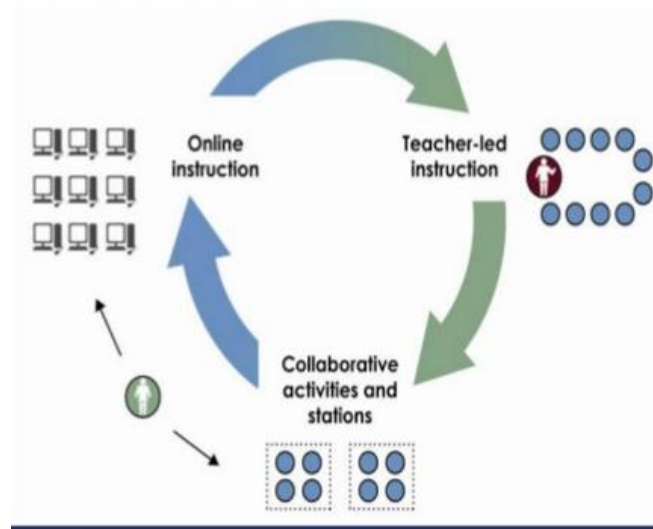 Online
instruction
Teacher-led
instruction
Collaborative
activities and
stations